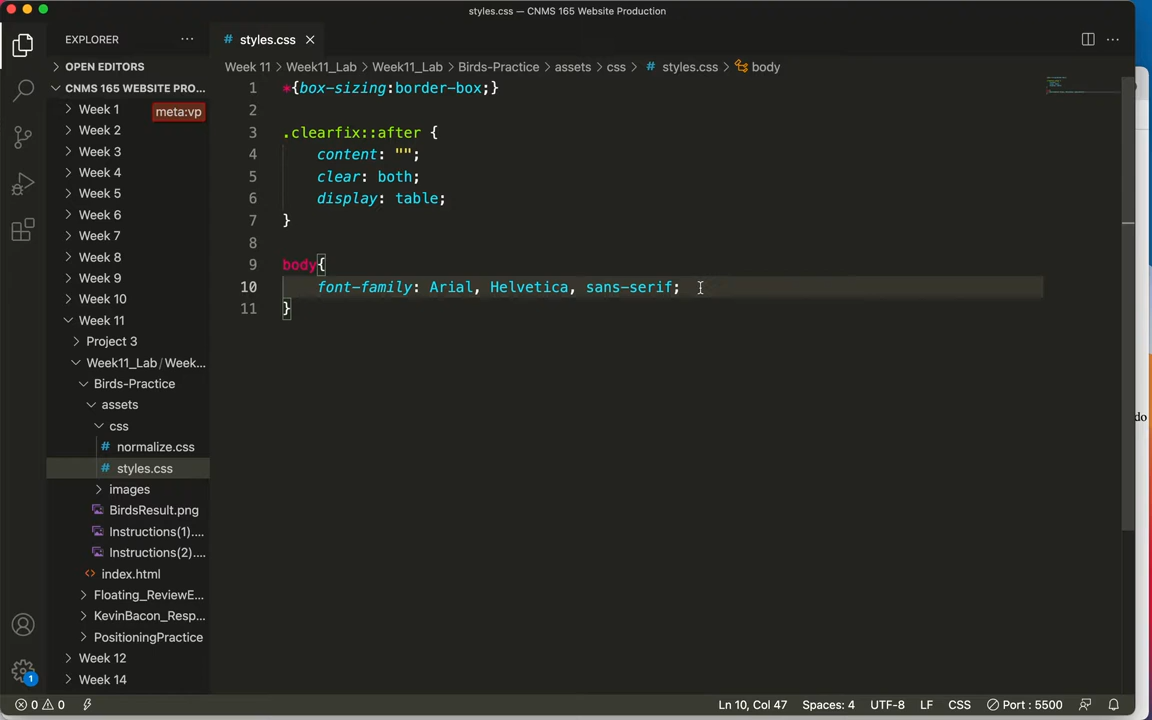 styles.css — CNMS 165 Website Production
EXPLORER
styles.css
OPEN EDITORS
CNMS 165 WEBSITE PRO...
Week 1
meta:vp
Week 2
Week 3
Week 4
Week 5
Week 6
Week 7
Week 8
Week 9
Week 10
Week 11
Project 3
Week11_Lab/Week...
Birds-Practice
assets
css
normalize.css
styles.css
images
BirdsResult.png
Instructions(1)....
Instructions(2)....
index.html
Floating_ReviewE...
KevinBacon_Resp...
PositioningPractice
Week 12
Week 14
Week 11 > Week11_Lab > Week11_Lab > Birds-Practice > assets > css > # styles.css > body
1 *{box-sizing:border-box;}
2
3 .clearfix::after {
4 content: "";
5 clear: both;
6 display: table;
7 }
8
9 body{
10 font-family: Arial, Helvetica, sans-serif;
11 }
do
1
0 0
Ln 10, Col 47
Spaces: 4
UTF-8
LF
CSS
Port : 5500